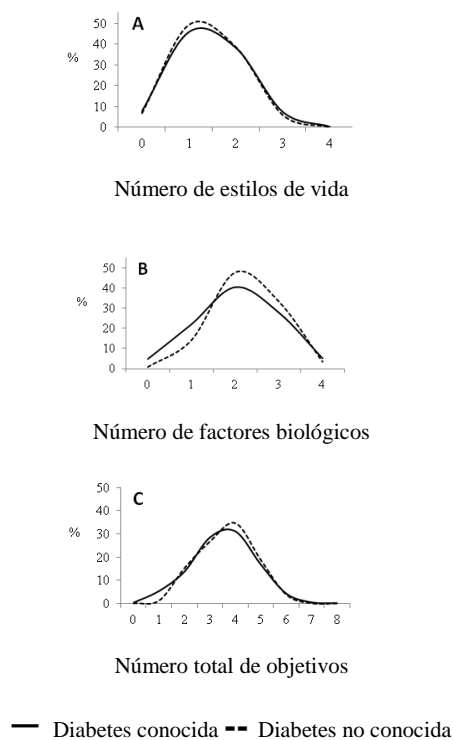 A
50
40
30
20
10
0
%
0 1 2 3 4
Número de estilos de vida
B
50
40
30
20
10
0
%
0 1 2 3 4
Número de factores biológicos
C
50
40
30
20
10
0
%
0 1 2 3 4 5 6 7 8
Número total de objetivos
Diabetes conocida Diabetes no conocida